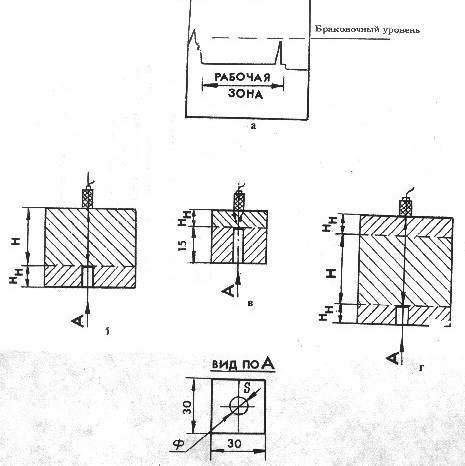 Браковочный уровень
РАБОЧАЯ
ЗОНА
а
H
Hн
А
б
Hн
15
А
в
Hн
H
Hн
А
г
ВИД ПО А
30
S
Ф
30